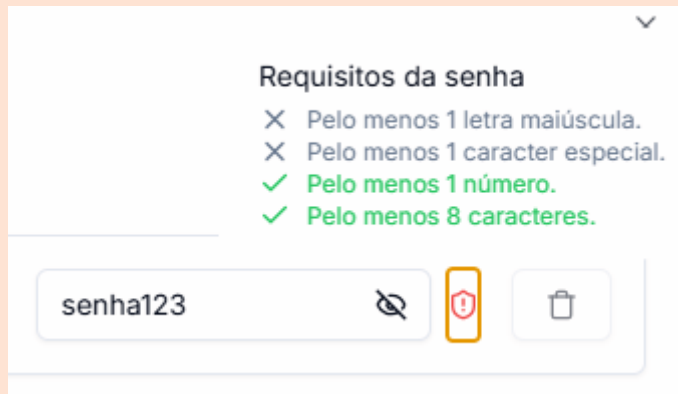 Requisitos da senha
Pelo menos 1 letra maiúscula.
Pelo menos 1 caracter especial.
Pelo menos 1 número.
Pelo menos 8 caracteres.
senha123